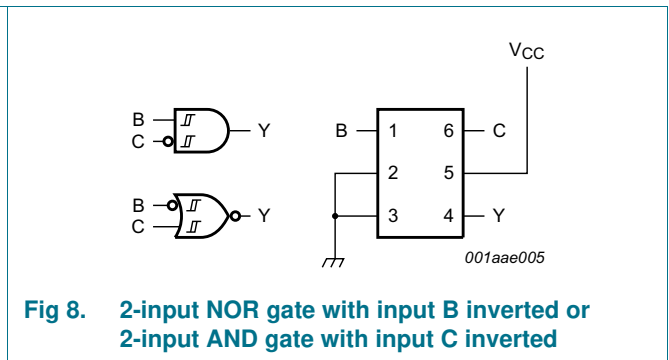 VCC
B
C
Y
B
C
Y
B 1 6 C
2 5
3 4 Y
001aae005
Fig 8. 2-input NOR gate with input B inverted or
2-input AND gate with input C inverted